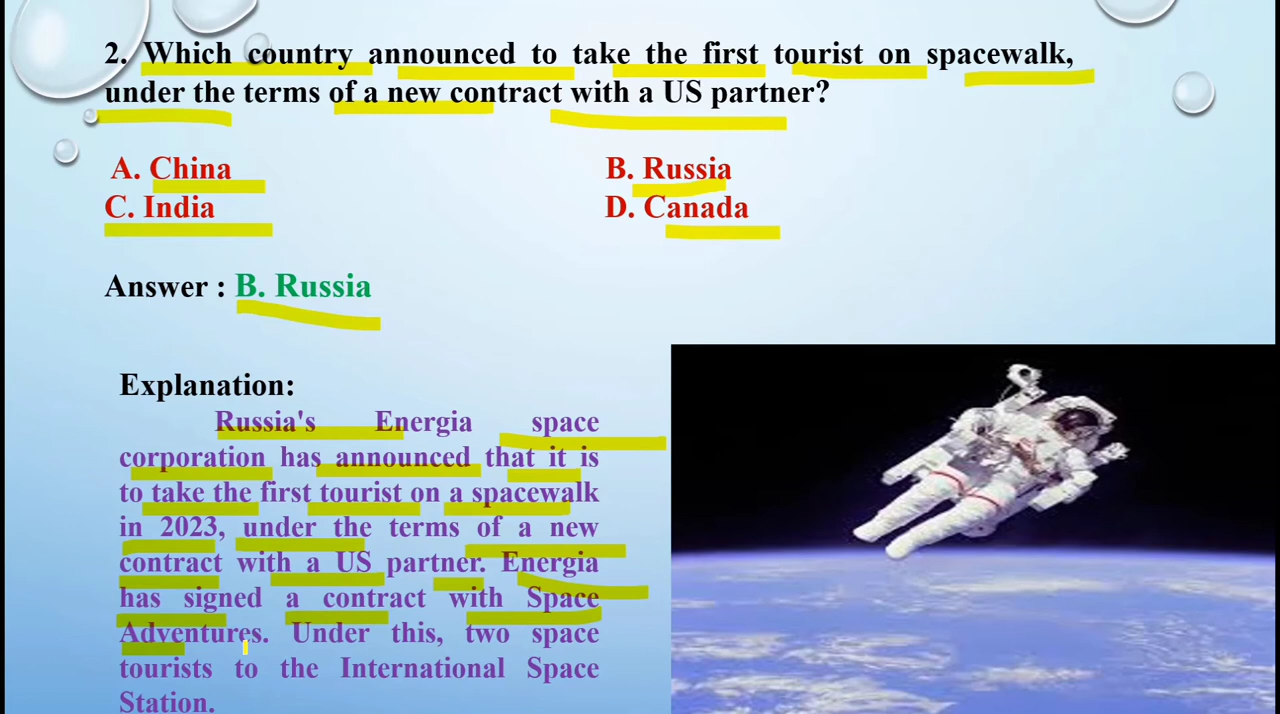 2. Which country announced to take the first tourist on spacewalk,
under the terms of a new contract with a US partner?
A. China B. Russia
C. India D. Canada
Answer : B. Russia
Explanation:
Russia's Energia space
corporation has announced that it is
to take the first tourist on a spacewalk
in 2023, under the terms of a new
contract with a US partner. Energia
has signed a contract with Space
Adventures. Under this, two space
tourists to the International Space
Station.